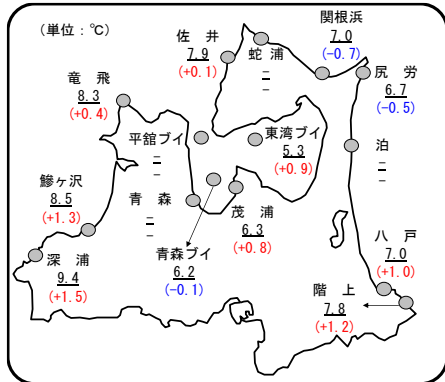 （単位：℃）
関根浜
7.0
(-0.7)
佐井
7.9
(+0.1)
蛇浦
--
尻労
6.7
(-0.5)
竜飛
8.3
(+0.4)
平舘ブイ
--
東湾ブイ
5.3
(+0.9)
泊
--
鰺ヶ沢
8.5
(+1.3)
青森
--
茂浦
6.3
(+0.8)
深浦
9.4
(+1.5)
青森ブイ
6.2
(-0.1)
八戸
7.0
(+1.0)
階上
7.8
(+1.2)